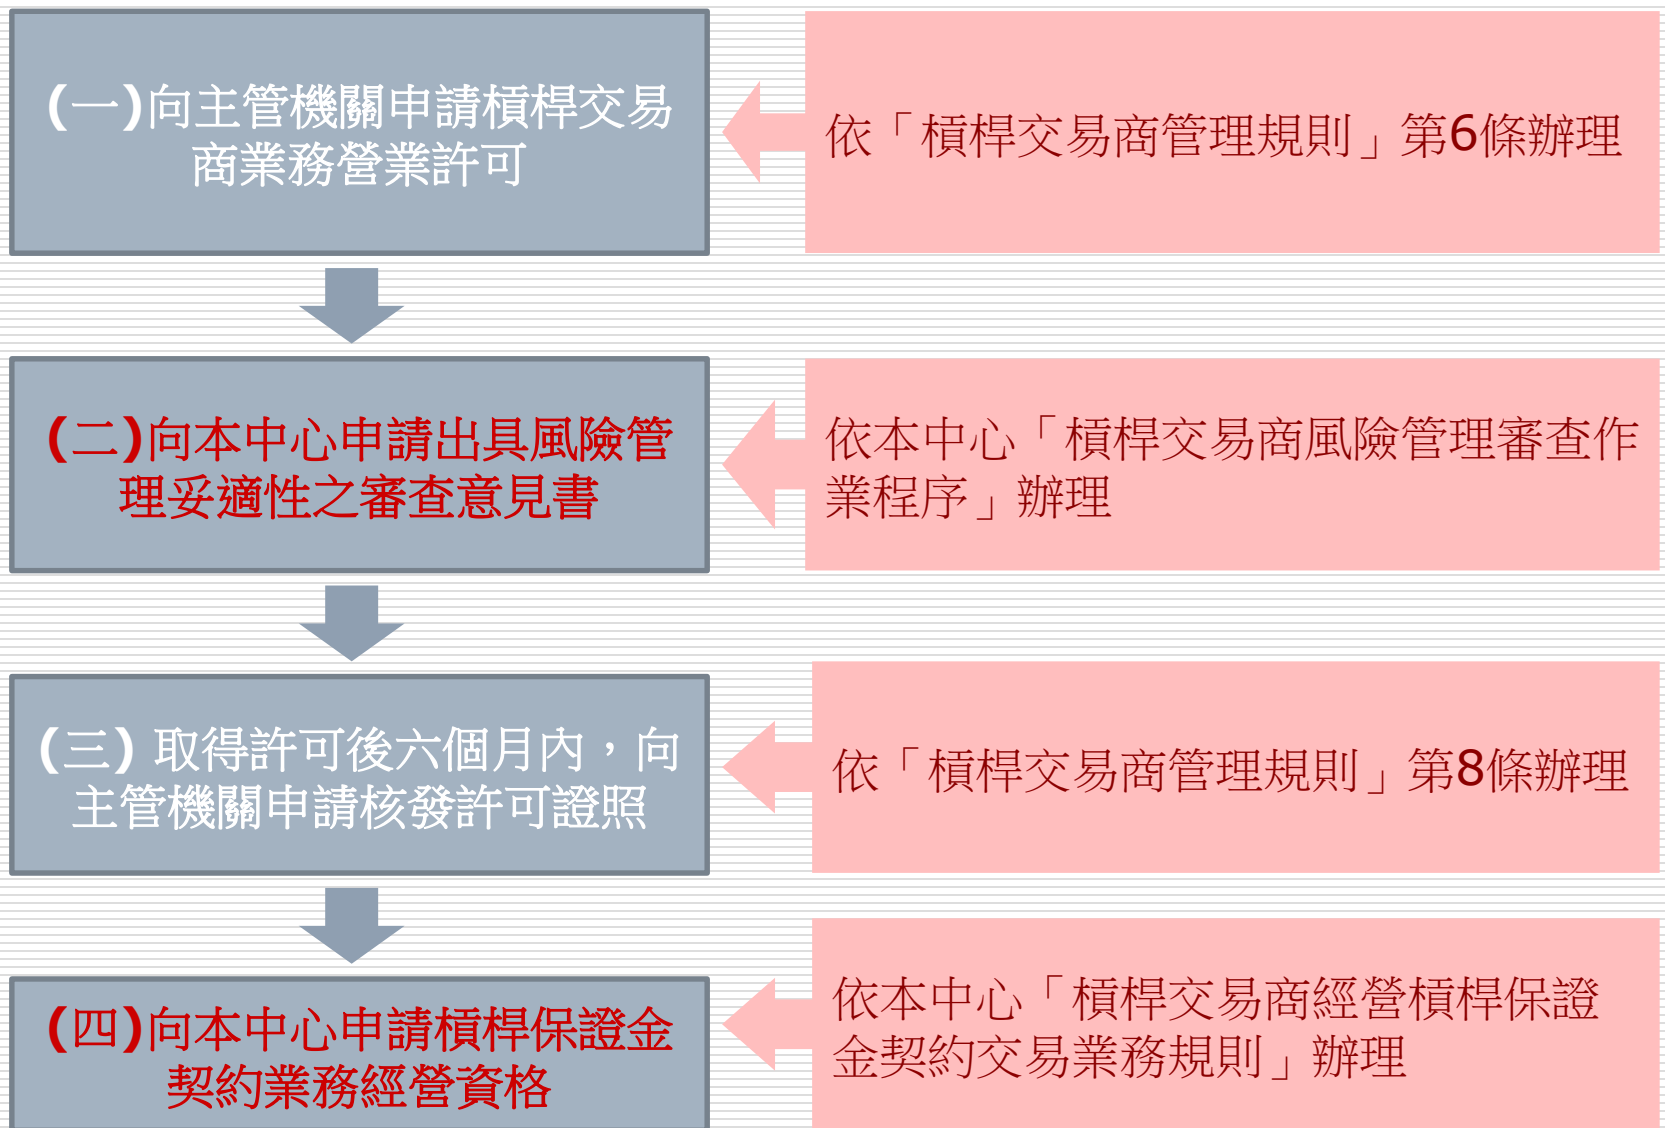 (一)向主管機關申請槓桿交易
商業務營業許可
依「槓桿交易商管理規則」第6條辦理
(二)向本中心申請出具風險管
理妥適性之審查意見書
依本中心「槓桿交易商風險管理審查作
業程序」辦理
(三) 取得許可後六個月內，向
主管機關申請核發許可證照
依「槓桿交易商管理規則」第8條辦理
(四)向本中心申請槓桿保證金
契約業務經營資格
依本中心「槓桿交易商經營槓桿保證
金契約交易業務規則」辦理